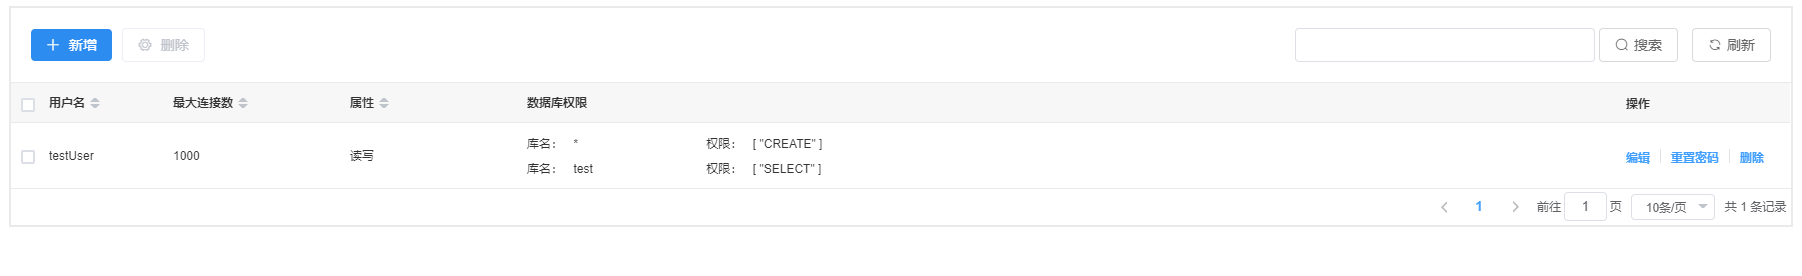 新增 删除 搜索 刷新
用户名 最大连接数 属性 数据库权限 操作
库名： * 权限： [ "CREATE" ]
testUser 1000 读写 编辑 重置密码 删除
库名： test 权限： [ "SELECT" ]
1 前往 1 页 10条/页 共 1 条记录